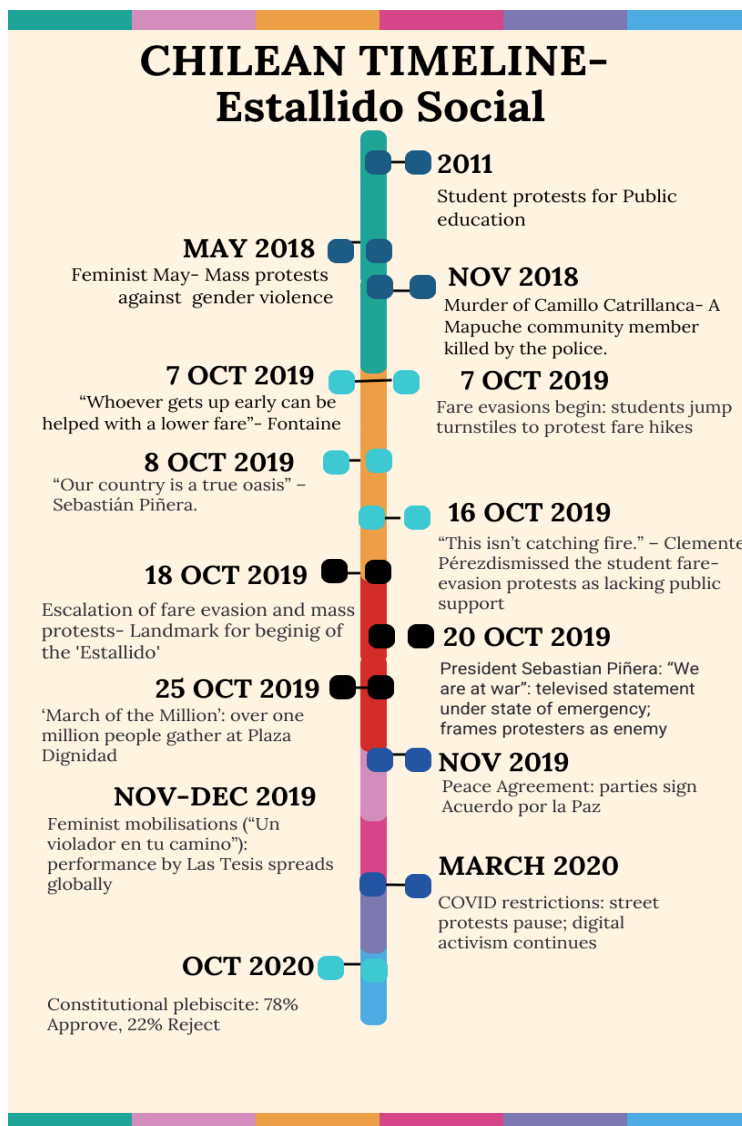 CHILEAN TIMELINE-
Estallido Social
2011
Student protests for Public
education
MAY 2018
Feminist May- Mass protests
against gender violence
NOV 2018
Murder of Camillo Catrillanca- A
Mapuche community member
killed by the police.
7 OCT 2019
“Whoever gets up early can be
helped with a lower fare”- Fontaine
7 OCT 2019
Fare evasions begin: students jump
turnstiles to protest fare hikes
8 OCT 2019
“Our country is a true oasis” –
Sebastián Piñera.
16 OCT 2019
“This isn’t catching fire.” – Clemente
Pérezdismissed the student fare-
evasion protests as lacking public
support
18 OCT 2019
Escalation of fare evasion and mass
protests- Landmark for beginig of
the 'Estallido'
20 OCT 2019
President Sebastian Piñera: “We
are at war”: televised statement
under state of emergency;
frames protesters as enemy
25 OCT 2019
‘March of the Million’: over one
million people gather at Plaza
Dignidad
NOV 2019
Peace Agreement: parties sign
Acuerdo por la Paz
NOV-DEC 2019
Feminist mobilisations (“Un
violador en tu camino”):
performance by Las Tesis spreads
globally
MARCH 2020
COVID restrictions: street
protests pause; digital
activism continues
OCT 2020
Constitutional plebiscite: 78%
Approve, 22% Reject